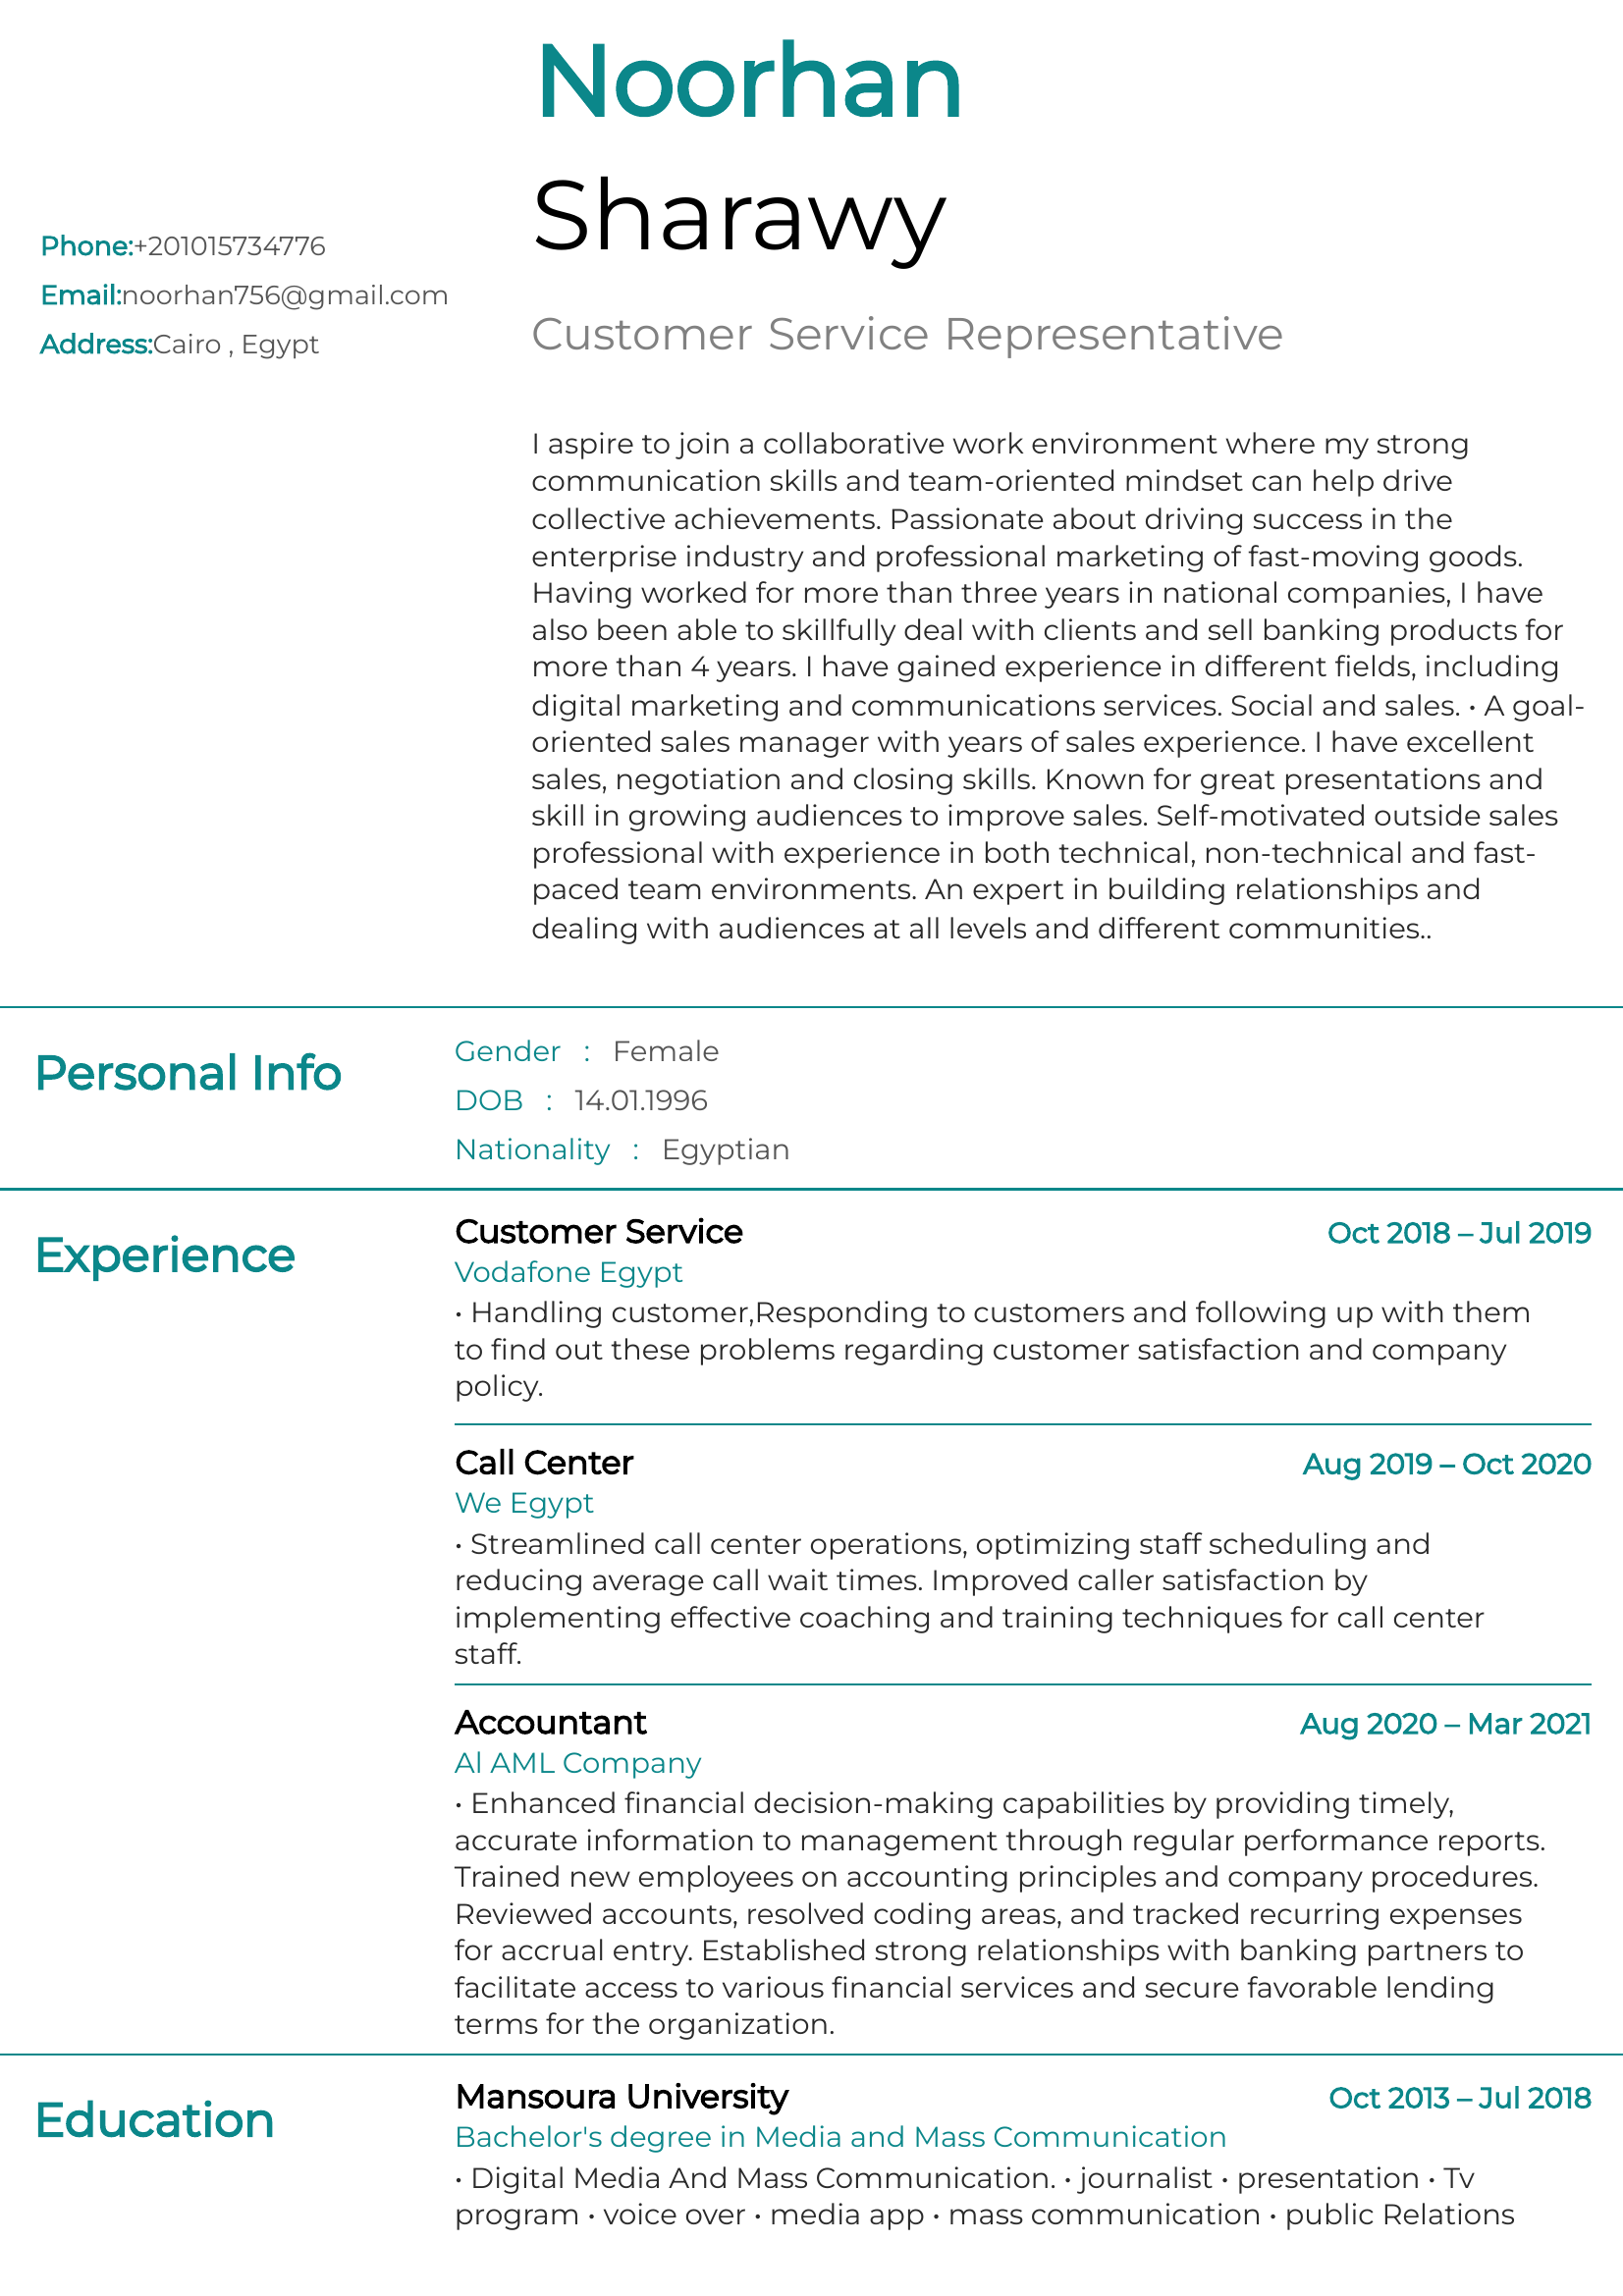 Noorhan
Sharawy
Customer Service Representative
Phone:+201015734776
Email:noorhan756@gmail.com
Address:Cairo , Egypt
I aspire to join a collaborative work environment where my strong
communication skills and team-oriented mindset can help drive
collective achievements. Passionate about driving success in the
enterprise industry and professional marketing of fast-moving goods.
Having worked for more than three years in national companies, I have
also been able to skillfully deal with clients and sell banking products for
more than 4 years. I have gained experience in different fields, including
digital marketing and communications services. Social and sales. • A goal-
oriented sales manager with years of sales experience. I have excellent
sales, negotiation and closing skills. Known for great presentations and
skill in growing audiences to improve sales. Self-motivated outside sales
professional with experience in both technical, non-technical and fast-
paced team environments. An expert in building relationships and
dealing with audiences at all levels and different communities..
Personal Info
Gender : Female
DOB : 14.01.1996
Nationality : Egyptian
Experience
Customer Service Oct 2018 – Jul 2019
Vodafone Egypt
• Handling customer,Responding to customers and following up with them
to find out these problems regarding customer satisfaction and company
policy.
Call Center Aug 2019 – Oct 2020
We Egypt
• Streamlined call center operations, optimizing staff scheduling and
reducing average call wait times. Improved caller satisfaction by
implementing effective coaching and training techniques for call center
staff.
Accountant Aug 2020 – Mar 2021
Al AML Company
• Enhanced financial decision-making capabilities by providing timely,
accurate information to management through regular performance reports.
Trained new employees on accounting principles and company procedures.
Reviewed accounts, resolved coding areas, and tracked recurring expenses
for accrual entry. Established strong relationships with banking partners to
facilitate access to various financial services and secure favorable lending
terms for the organization.
Education
Mansoura University Oct 2013 – Jul 2018
Bachelor's degree in Media and Mass Communication
• Digital Media And Mass Communication. • journalist • presentation • Tv
program • voice over • media app • mass communication • public Relations